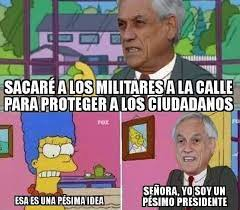 SACARÉ A LOS MILITARES A LA CALLE
PARA PROTEGER A LOS CIUDADANOS
FOX
ESA ES UNA PÉSIMA IDEA
SEÑORA, YO SOY UN
PÉSIMO PRESIDENTE